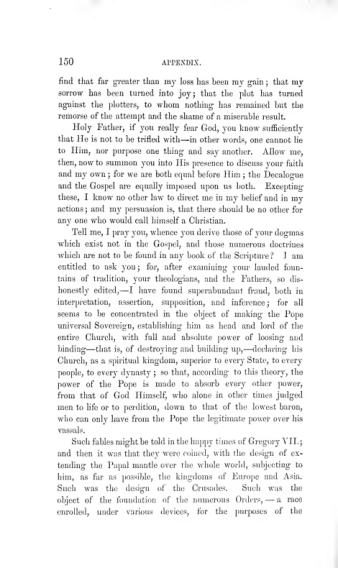 150 APPENDIX.
find that far greater than my loss has been my gain; that my
sorrow has been turned into joy; that the plot has turned
against the plotters, to whom nothing has remained but the
remorse of the attempt and the shame of a miserable result.
Holy Father, if you really fear God, you know sufficiently
that He is not to be trifled with—in other words, one cannot lie
to Him, nor purpose one thing and say another. Allow me,
then, now to summon you into His presence to discuss your faith
and my own; for we are both equal before Him; the Decalogue
and the Gospel are equally imposed upon us both. Excepting
these, I know no other law to direct me in my belief and in my
actions; and my persuasion is, that there should be no other for
any one who would call himself a Christian.
Tell me, I pray you, whence you derive those of your dogmas
which exist not in the Gospel, and those numerous doctrines
which are not to be found in any book of the Scripture? I am
entitled to ask you; for, after examining your lauded foun-
tains of tradition, your theologians, and the Fathers, so dis-
honestly edited,—I have found superabundant fraud, both in
interpretation, assertion, supposition, and inference; for all
seems to be concentrated in the object of making the Pope
universal Sovereign, establishing him as head and lord of the
entire Church, with full and absolute power of loosing and
binding—that is, of destroying and building up,—declaring his
Church, as a spiritual kingdom, superior to every State, to every
people, to every dynasty; so that, according to this theory, the
power of the Pope is made to absorb every other power,
from that of God Himself, who alone in other times judged
men to life or to perdition, down to that of the lowest baron,
who can only have from the Pope the legitimate power over his
vassals.
Such fables might be told in the happy times of Gregory VII.;
and then it was that they were coined, with the design of ex-
tending the Papal mantle over the whole world, subjecting to
him, as far as possible, the kingdoms of Europe and Asia.
Such was the design of the Crusades. Such was the
object of the foundation of the numerous Orders,—a race
enrolled, under various devices, for the purposes of the